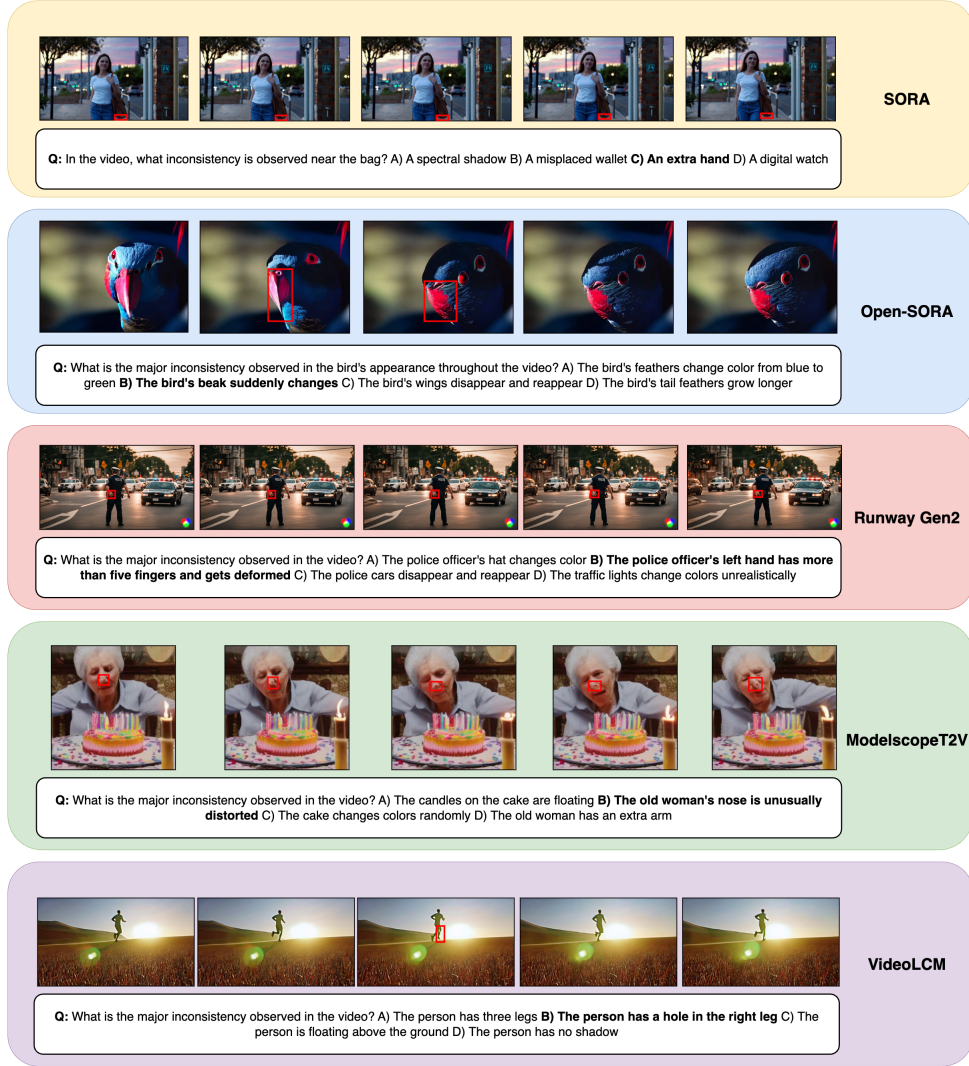 SORA
Q: In the video, what inconsistency is observed near the bag? A) A spectral shadow B) A misplaced wallet C) An extra hand D) A digital watch
Open-SORA
Q: What is the major inconsistency observed in the bird's appearance throughout the video? A) The bird's feathers change color from blue to
green B) The bird's beak suddenly changes C) The bird's wings disappear and reappear D) The bird's tail feathers grow longer
Runway Gen2
Q: What is the major inconsistency observed in the video? A) The police officer's hat changes color B) The police officer's left hand has more
than five fingers and gets deformed C) The police cars disappear and reappear D) The traffic lights change colors unrealistically
ModelscopeT2V
Q: What is the major inconsistency observed in the video? A) The candles on the cake are floating B) The old woman's nose is unusually
distorted C) The cake changes colors randomly D) The old woman has an extra arm
VideoLCM
Q: What is the major inconsistency observed in the video? A) The person has three legs B) The person has a hole in the right leg C) The
person is floating above the ground D) The person has no shadow